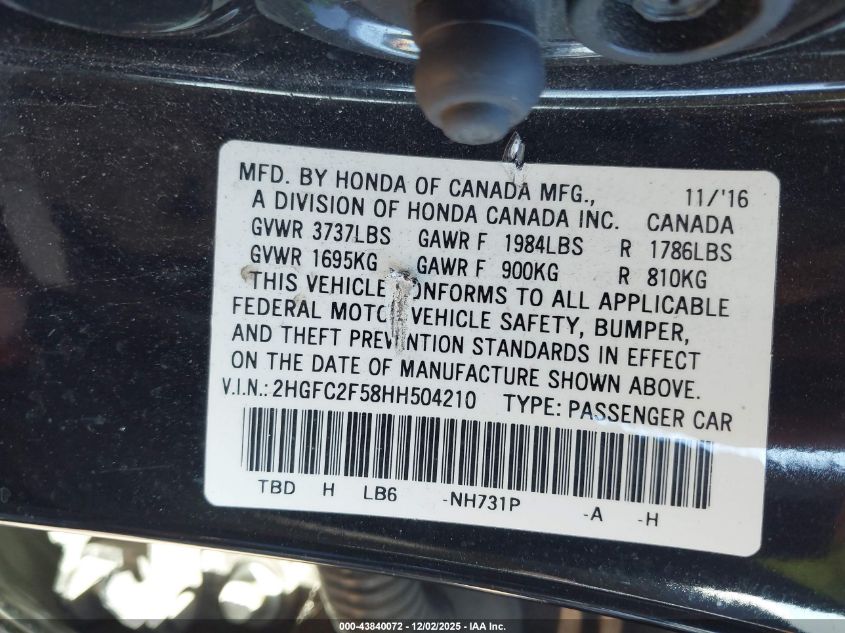 MFD. BY HONDA OF CANADA MFG., 11/'16
A DIVISION OF HONDA CANADA INC. CANADA
GVWR 3737LBS GAWR F 1984LBS R 1786LBS
GVWR 1695KG GAWR F 900KG R 810KG
THIS VEHICLE CONFORMS TO ALL APPLICABLE
FEDERAL MOTOR VEHICLE SAFETY, BUMPER,
AND THEFT PREVENTION STANDARDS IN EFFECT
ON THE DATE OF MANUFACTURE SHOWN ABOVE.
V.I.N.: 2HGFC2F58HH504210 TYPE: PASSENGER CAR
TBD H LB6 -NH731P -A -H
000-43840072 - 12/02/2025 - IAA Inc.